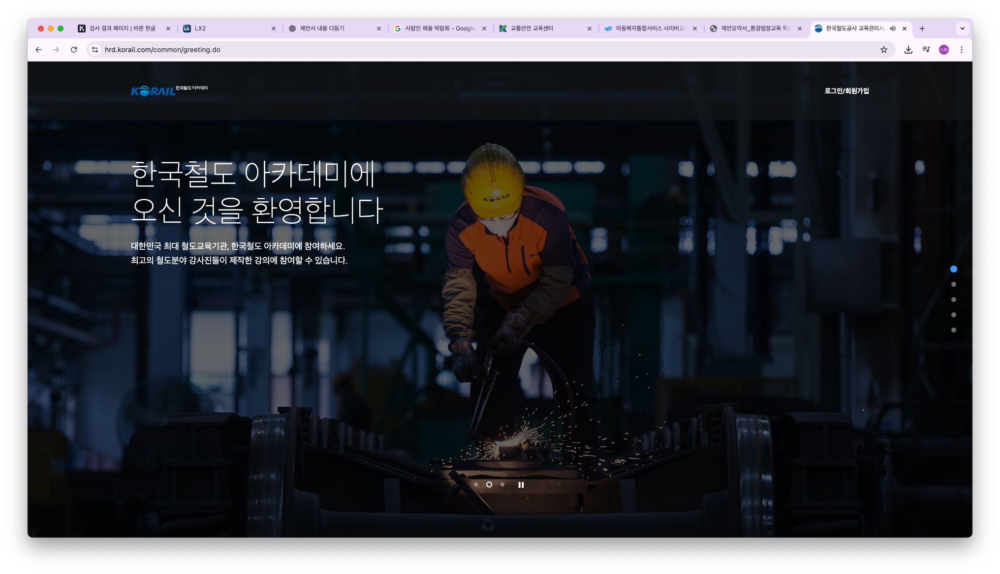 검사 결과 페이지 | 바른 한글
LX2
제안서 내용 다듬기
사람인 채용 박람회 - Google
교통안전 교육센터
아동복지통합서비스 사이버교
제안요약서_환경법정교육 학
한국철도공사 교육관리시
hrd.korail.com/common/greeting.do
스톤
KORAIL 한국철도 아카데미
로그인/회원가입
한국철도 아카데미에
오신 것을 환영합니다
대한민국 최대 철도교육기관, 한국철도 아카데미에 참여하세요.
최고의 철도분야 강사진들이 제작한 강의에 참여할 수 있습니다.
KORAIL